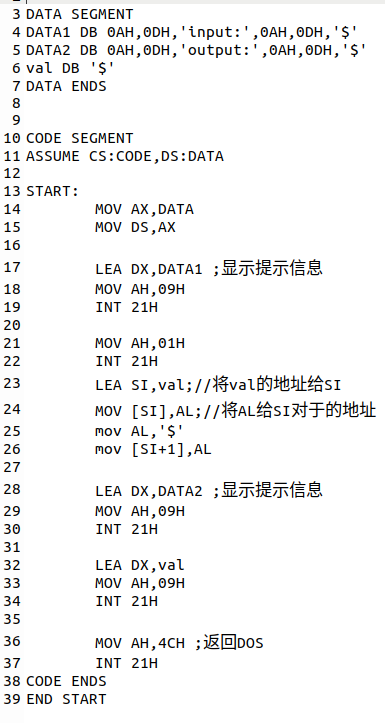 3 DATA SEGMENT
4 DATA1 DB 0AH,0DH,'input:',0AH,0DH,'$'
5 DATA2 DB 0AH,0DH,'output:',0AH,0DH,'$'
6 val DB '$'
7 DATA ENDS
8
9
10 CODE SEGMENT
11 ASSUME CS:CODE,DS:DATA
12
13 START:
14 MOV AX,DATA
15 MOV DS,AX
16
17 LEA DX,DATA1 ;显示提示信息
18 MOV AH,09H
19 INT 21H
20
21 MOV AH,01H
22 INT 21H
23 LEA SI,val;//将val的地址给SI
24 MOV [SI],AL;//将AL给SI对于的地址
25 mov AL,'$'
26 mov [SI+1],AL
27
28 LEA DX,DATA2 ;显示提示信息
29 MOV AH,09H
30 INT 21H
31
32 LEA DX,val
33 MOV AH,09H
34 INT 21H
35
36 MOV AH,4CH ;返回DOS
37 INT 21H
38 CODE ENDS
39 END START